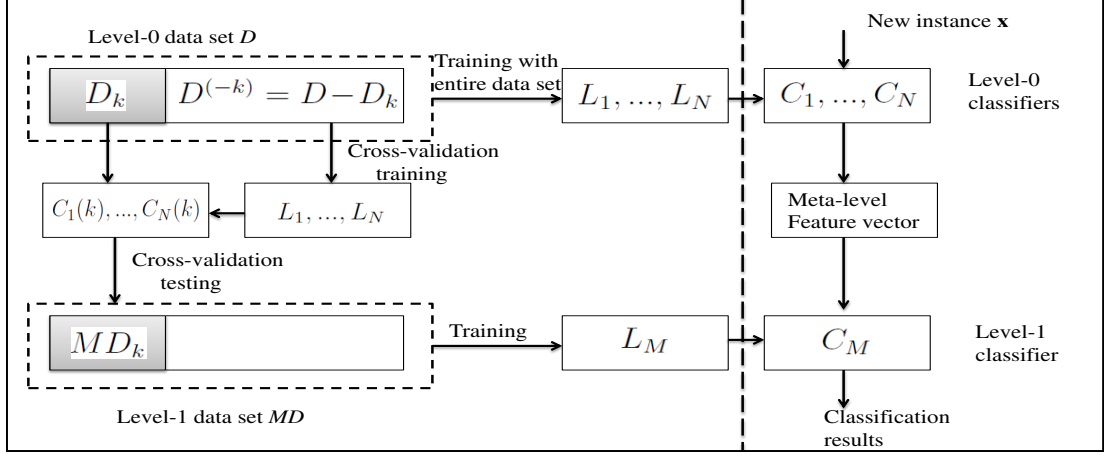 New instance x
Level-0 data set D
Training with
entire data set
D_k
D^{(-k)} = D - D_k
L_1, ..., L_N
C_1, ..., C_N
Level-0
classifiers
Cross-validation
training
C_1(k), ..., C_N(k)
L_1, ..., L_N
Meta-level
Feature vector
Cross-validation
testing
MD_k
Training
L_M
C_M
Level-1
classifier
Level-1 data set MD
Classification
results